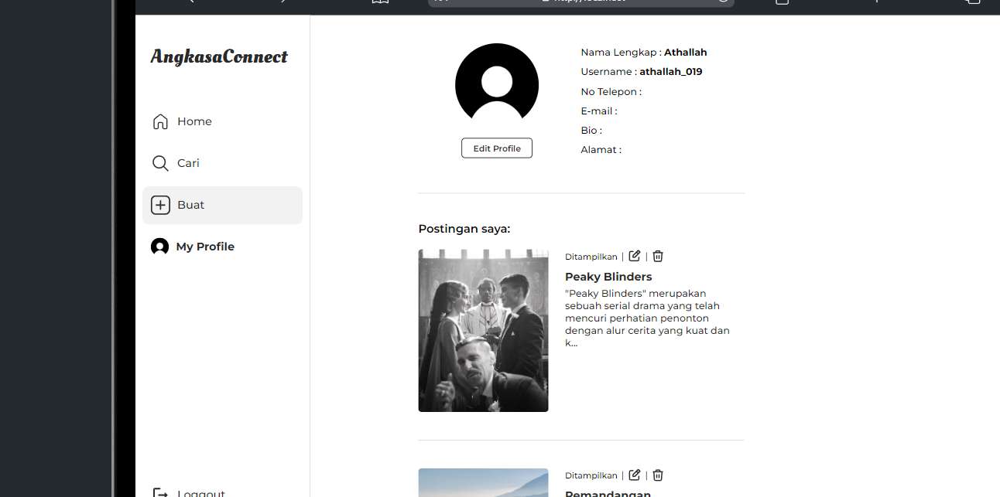 AngkasaConnect
Home
Cari
Buat
My Profile
Loggout
Edit Profile
Nama Lengkap : Athallah
Username : athallah_019
No Telepon :
E-mail :
Bio :
Alamat :
Postingan saya:
Ditampilkan | |
Peaky Blinders
"Peaky Blinders" merupakan
sebuah serial drama yang telah
mencuri perhatian penonton
dengan alur cerita yang kuat dan
k...
Ditampilkan | |
Pemandangan